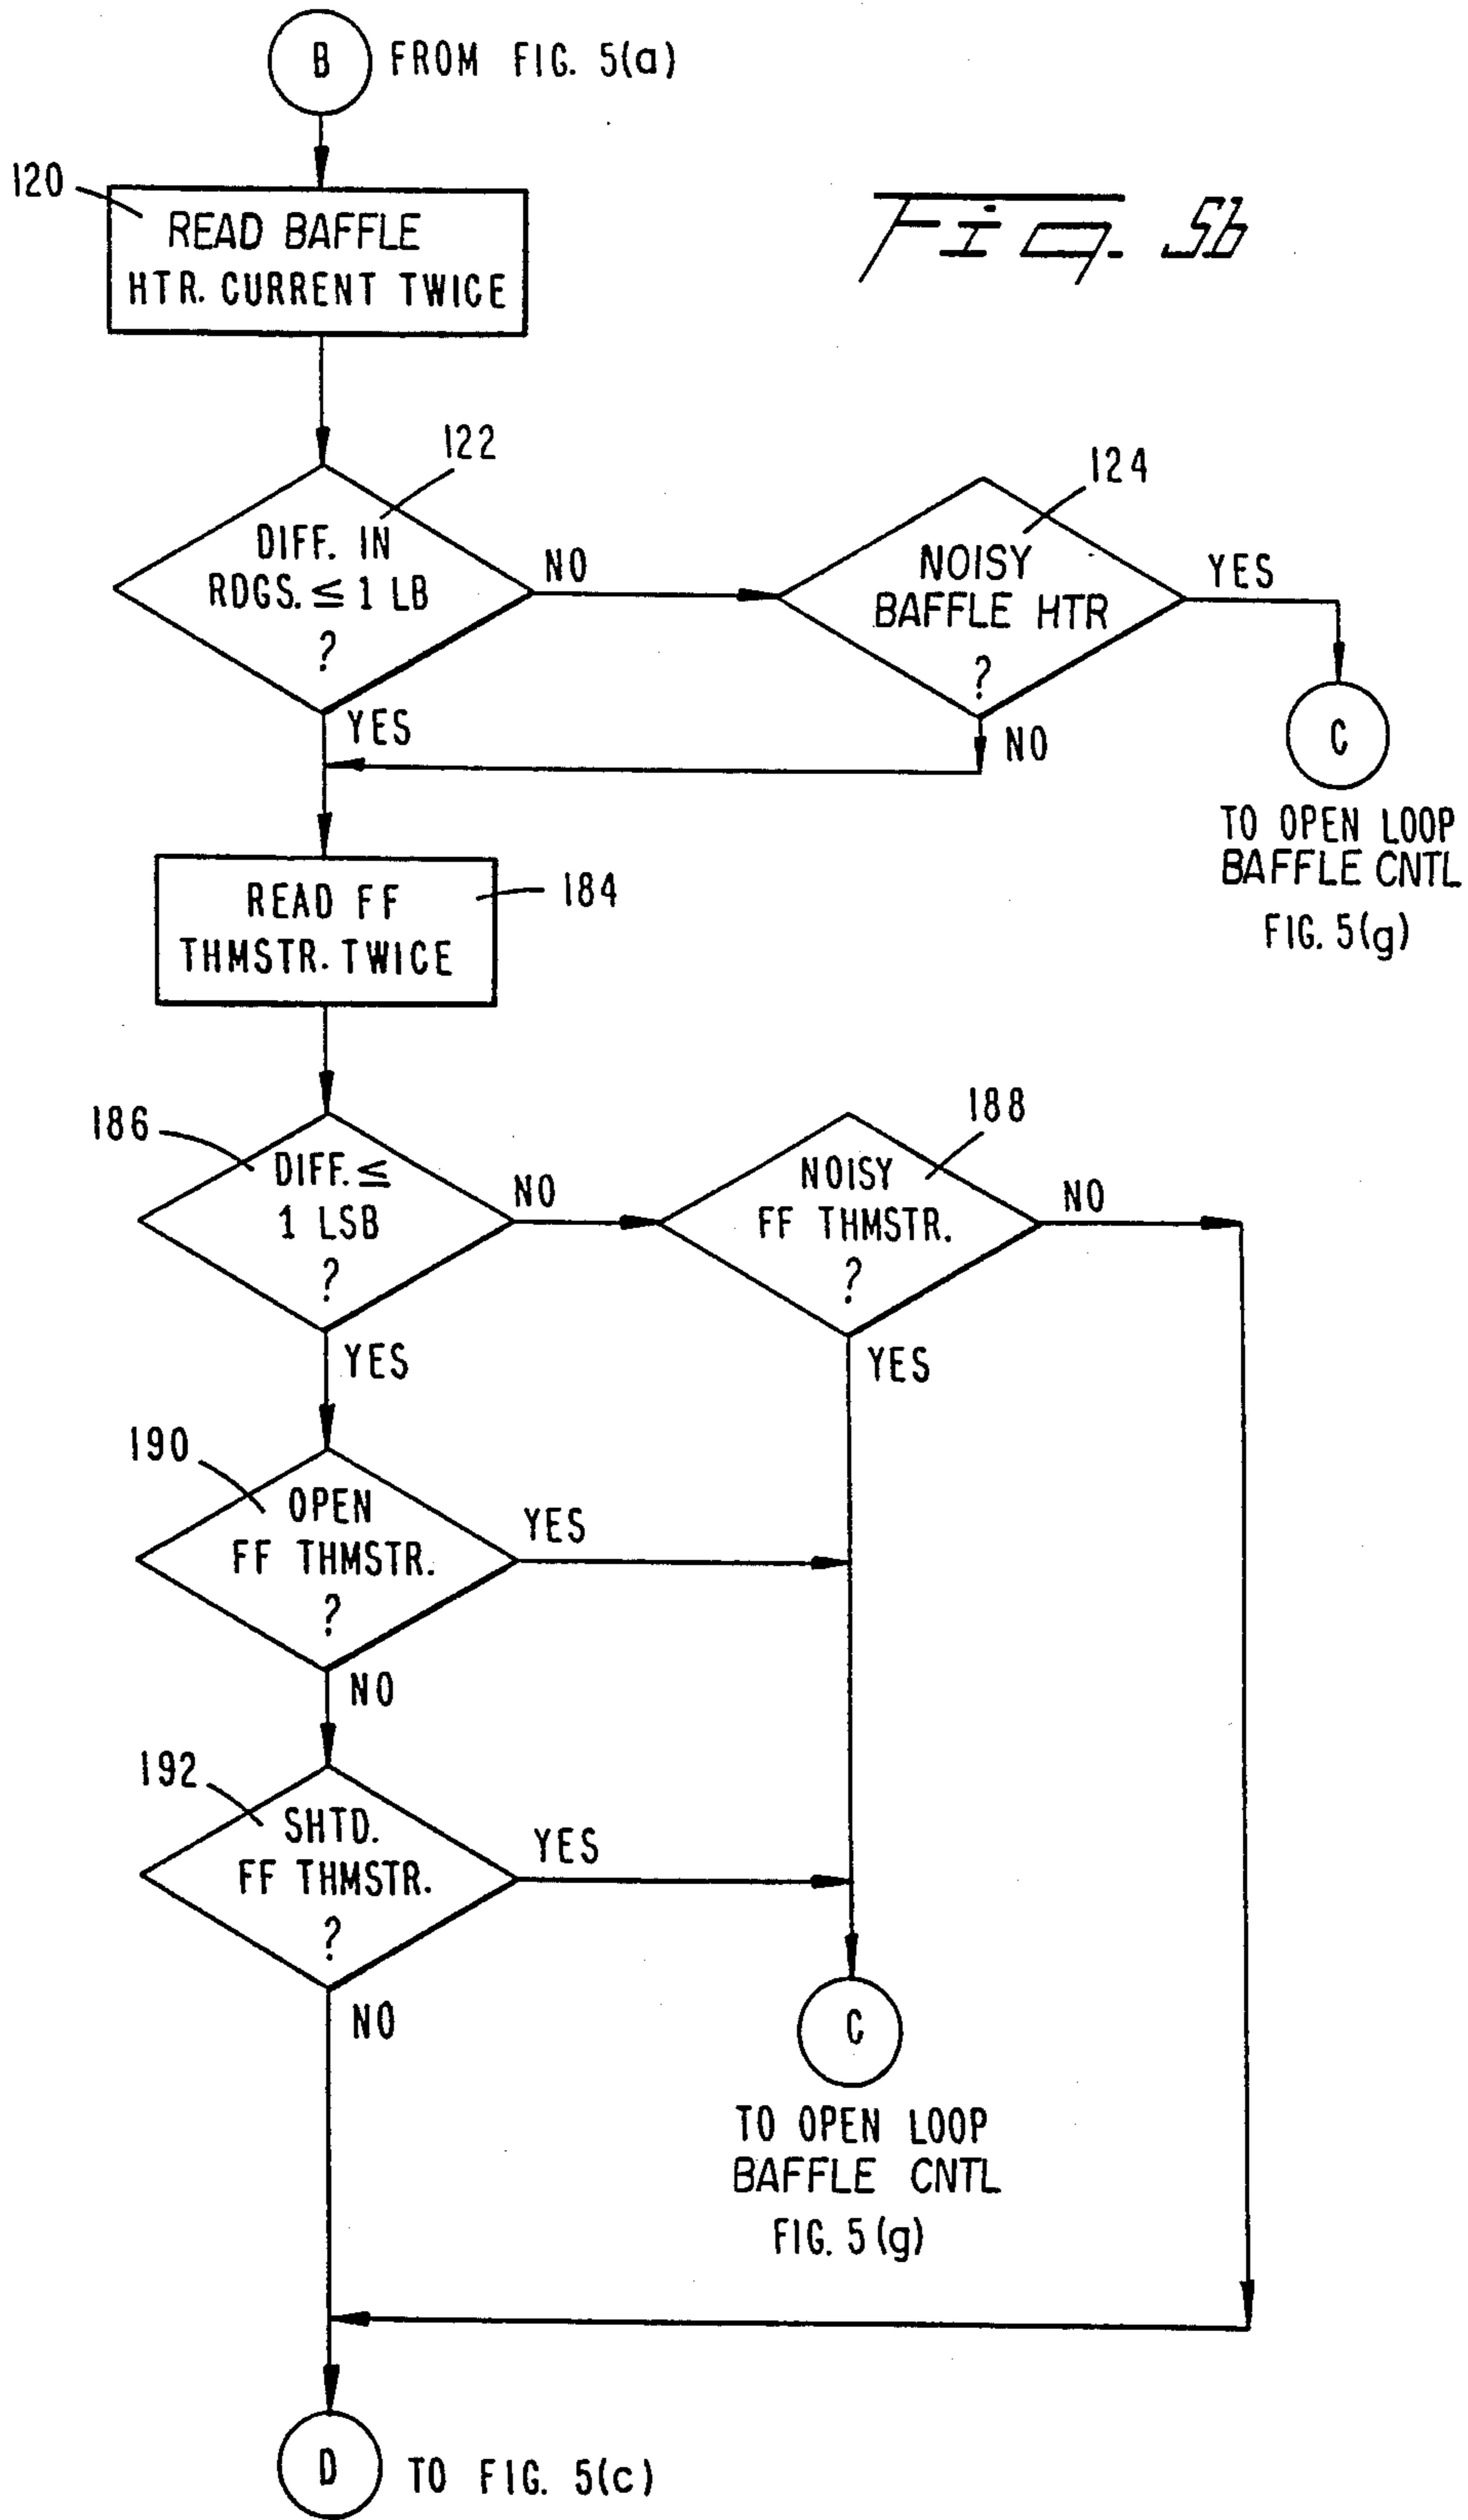 B FROM FIG. 5(a)
120
READ BAFFLE
HTR. CURRENT TWICE
Fig. 5b
122
DIFF. IN
RDGS. ≤ 1 LB
?
NO
YES
124
NOISY
BAFFLE HTR
?
YES
NO
C
TO OPEN LOOP
BAFFLE CNTL
FIG. 5(g)
184
READ FF
THMSTR. TWICE
186
DIFF. ≤
1 LSB
?
NO
YES
188
NOISY
FF THMSTR.
?
NO
YES
190
OPEN
FF THMSTR.
?
YES
NO
192
SHTD.
FF THMSTR.
?
YES
NO
C
TO OPEN LOOP
BAFFLE CNTL
FIG. 5(g)
D TO FIG. 5(c)